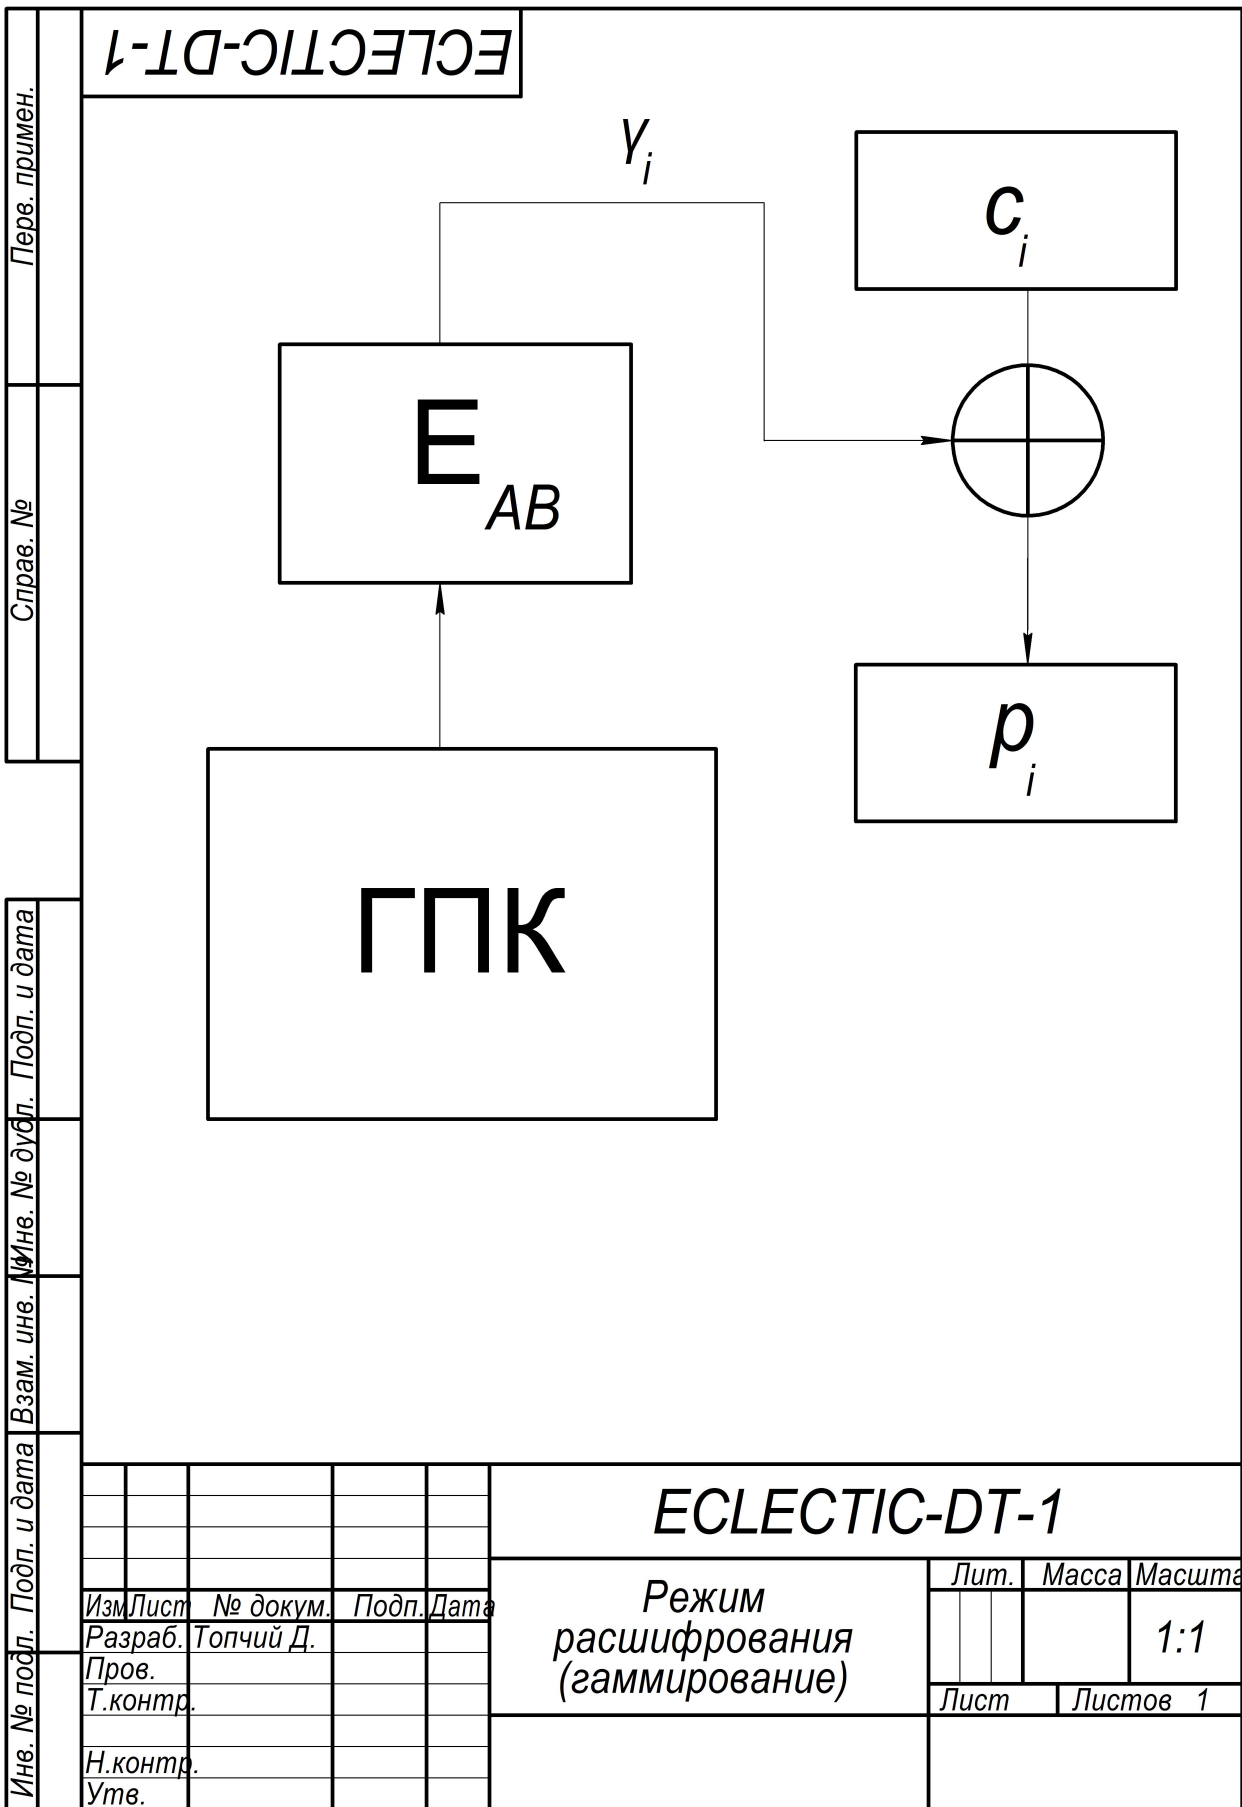 ECLECTIC-DT-1
γi
ci
EАВ
pi
ГПК
Перв. примен.
Справ. №
Подп. и дата
Инв. № дубл.
Взам. инв. №
Подп. и дата
Инв. № подл.
ECLECTIC-DT-1
Изм Лист № докум. Подп. Дата
Разраб. Топчий Д.
Пров.
Т.контр.
Н.контр.
Утв.
Режим
расшифрования
(гаммирование)
Лит. Масса Масшта
1:1
Лист Листов 1